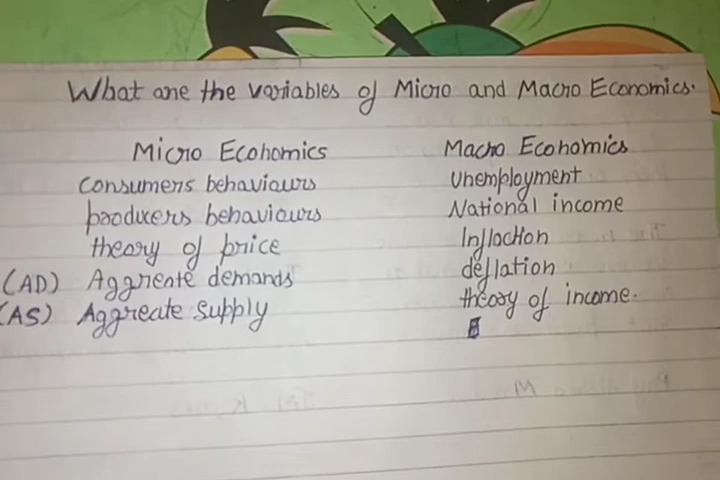 What are the variables of Micro and Macro Economics.
Micro Economics
consumers behaviours
producers behaviours
theory of price
(AD) Aggreate demands
(AS) Aggreate supply
Macro Economics
Unemployment
National income
Inflaction
deflation
theory of income.